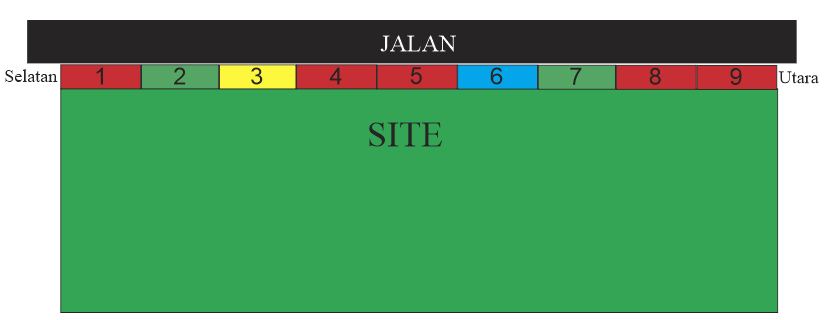 JALAN
Selatan 1 2 3 4 5 6 7 8 9 Utara
SITE